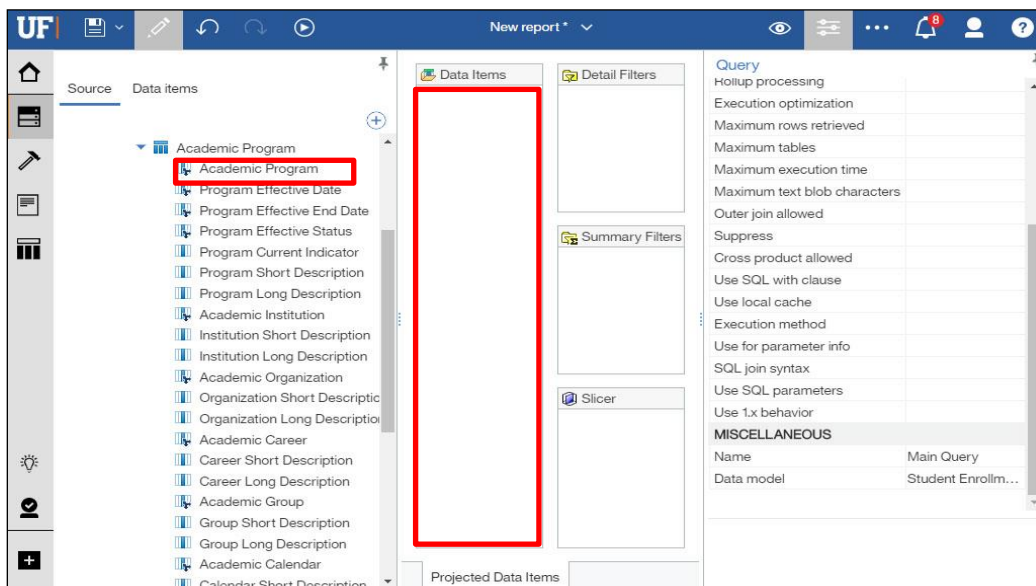 UF
New report*
8
?
Source Data items
Academic Program
Academic Program
Program Effective Date
Program Effective End Date
Program Effective Status
Program Current Indicator
Program Short Description
Program Long Description
Academic Institution
Institution Short Description
Institution Long Description
Academic Organization
Organization Short Descriptic
Organization Long Descriptio
Academic Career
Career Short Description
Career Long Description
Academic Group
Group Short Description
Group Long Description
Academic Calendar
Calendar Short Description
Data Items
Detail Filters
Summary Filters
Slicer
Projected Data Items
Query
Rollup processing
Execution optimization
Maximum rows retrieved
Maximum tables
Maximum execution time
Maximum text blob characters
Outer join allowed
Suppress
Cross product allowed
Use SQL with clause
Use local cache
Execution method
Use for parameter info
SQL join syntax
Use SQL parameters
Use 1.x behavior
MISCELLANEOUS
Name Main Query
Data model Student Enrollm...